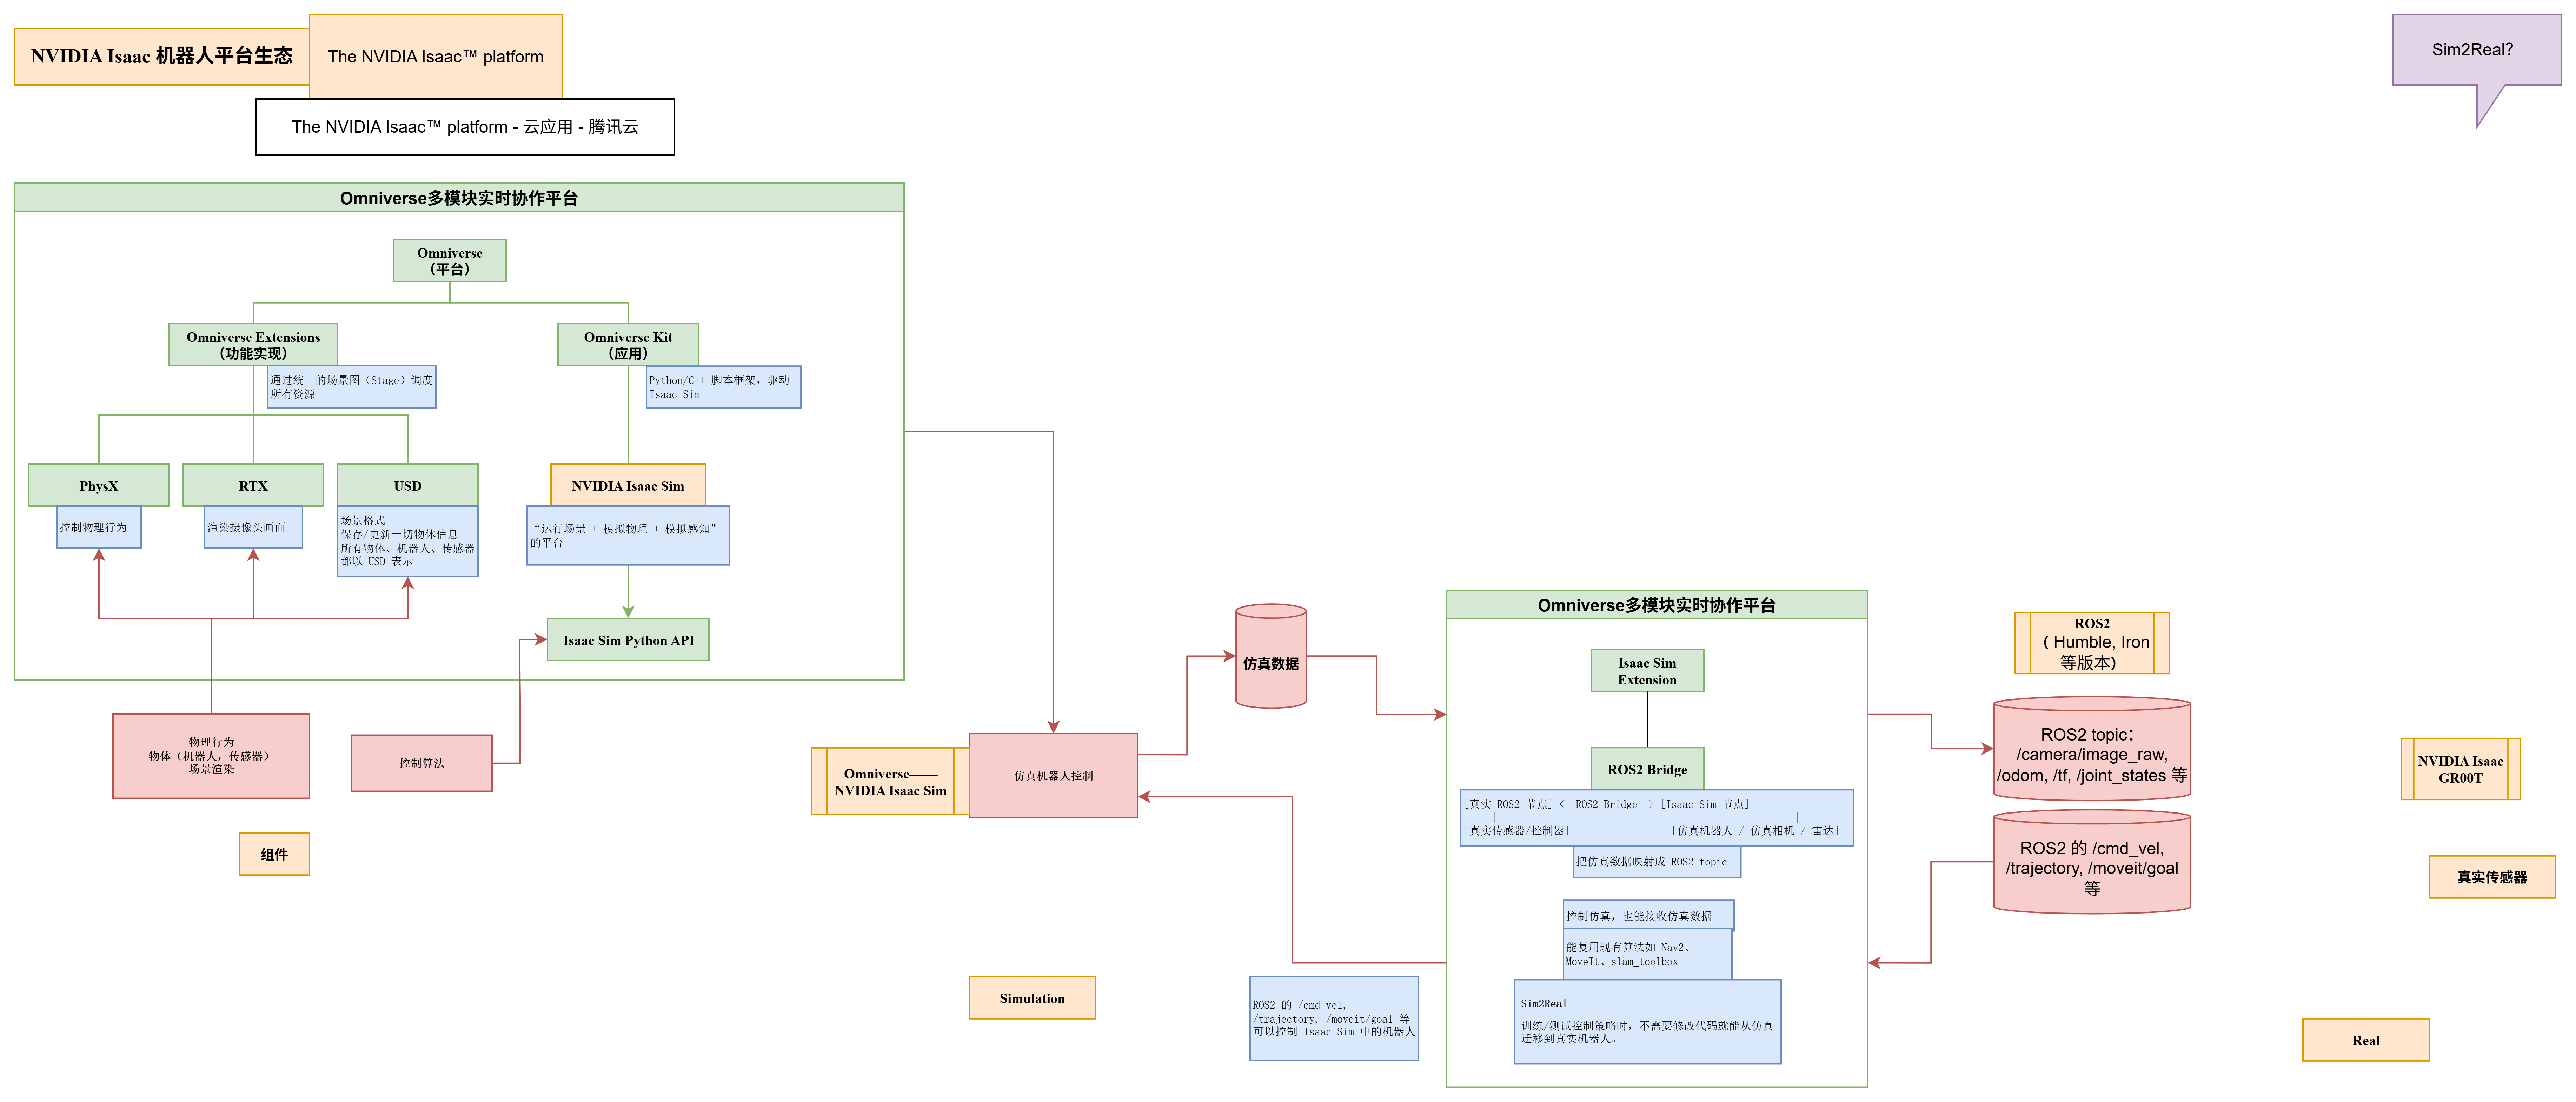 NVIDIA Isaac 机器人平台生态
The NVIDIA Isaac™ platform
The NVIDIA Isaac™ platform - 云应用 - 腾讯云
Sim2Real?
Omniverse多模块实时协作平台
Omniverse
（平台）
Omniverse Extensions
（功能实现）
通过统一的场景图（Stage）调度
所有资源
Omniverse Kit
（应用）
Python/C++ 脚本框架，驱动
Isaac Sim
PhysX
控制物理行为
RTX
渲染摄像头画面
USD
场景格式
保存/更新一切物体信息
所有物体、机器人、传感器
都以 USD 表示
NVIDIA Isaac Sim
“运行场景 + 模拟物理 + 模拟感知”
的平台
Isaac Sim Python API
物理行为
物体（机器人，传感器）
场景渲染
控制算法
组件
Omniverse——
NVIDIA Isaac Sim
仿真机器人控制
Simulation
仿真数据
ROS2 的 /cmd_vel,
/trajectory, /moveit/goal 等
可以控制 Isaac Sim 中的机器人
Omniverse多模块实时协作平台
Isaac Sim
Extension
ROS2 Bridge
[真实 ROS2 节点] <--ROS2 Bridge--> [Isaac Sim 节点]
| |
[真实传感器/控制器] [仿真机器人 / 仿真相机 / 雷达]
把仿真数据映射成 ROS2 topic
控制仿真，也能接收仿真数据
能复用现有算法如 Nav2、
MoveIt、slam_toolbox
Sim2Real
训练/测试控制策略时，不需要修改代码就能从仿真
迁移到真实机器人。
ROS2
（ Humble, Iron
等版本）
ROS2 topic：
/camera/image_raw,
/odom, /tf, /joint_states 等
ROS2 的 /cmd_vel,
/trajectory, /moveit/goal
等
NVIDIA Isaac
GR00T
真实传感器
Real